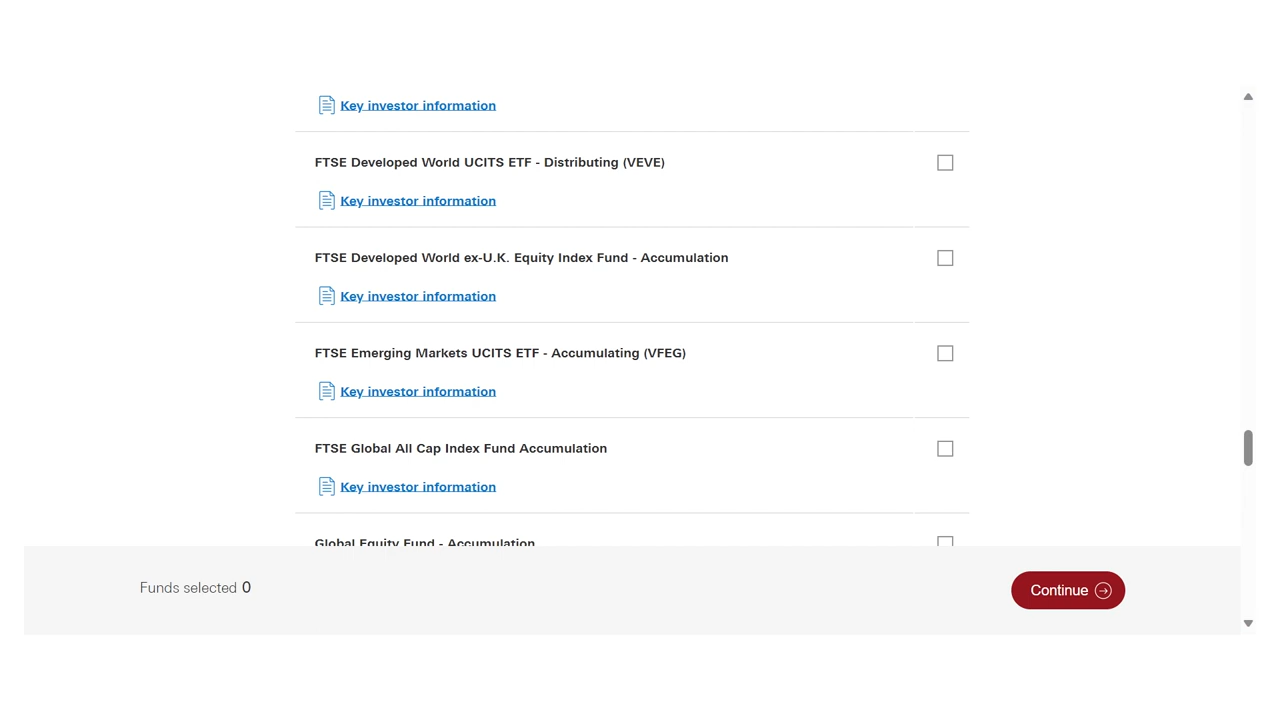 Key investor information
FTSE Developed World UCITS ETF - Distributing (VEVE)
Key investor information
FTSE Developed World ex-U.K. Equity Index Fund - Accumulation
Key investor information
FTSE Emerging Markets UCITS ETF - Accumulating (VFEG)
Key investor information
FTSE Global All Cap Index Fund Accumulation
Key investor information
Global Equity Fund - Accumulation
Funds selected 0
Continue